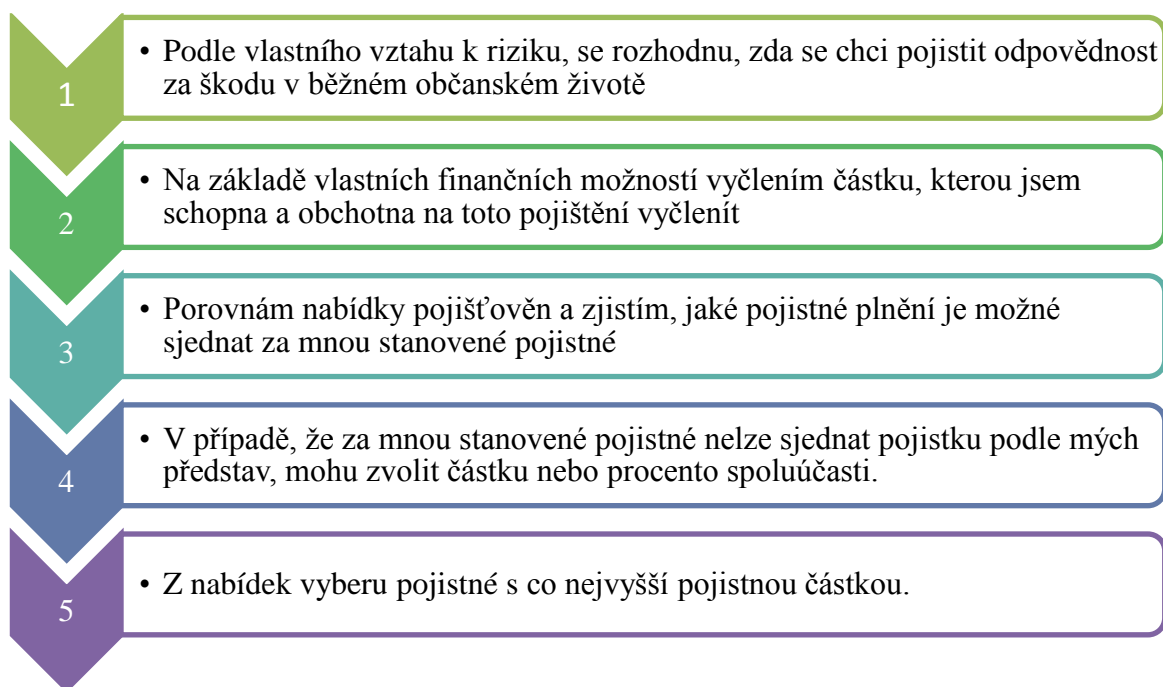 1
• Podle vlastního vztahu k riziku, se rozhodnu, zda se chci pojistit odpovědnost
za škodu v běžném občanském životě
2
• Na základě vlastních finančních možností vyčlením částku, kterou jsem
schopna a obchotna na toto pojištění vyčlenít
3
• Porovnám nabídky pojišťověn a zjistím, jaké pojistné plnění je možné
sjednat za mnou stanovené pojistné
4
• V případě, že za mnou stanovené pojistné nelze sjednat pojistku podle mých
představ, mohu zvolit částku nebo procento spoluúčasti.
5
• Z nabídek vyberu pojistné s co nejvyšší pojistnou částkou.